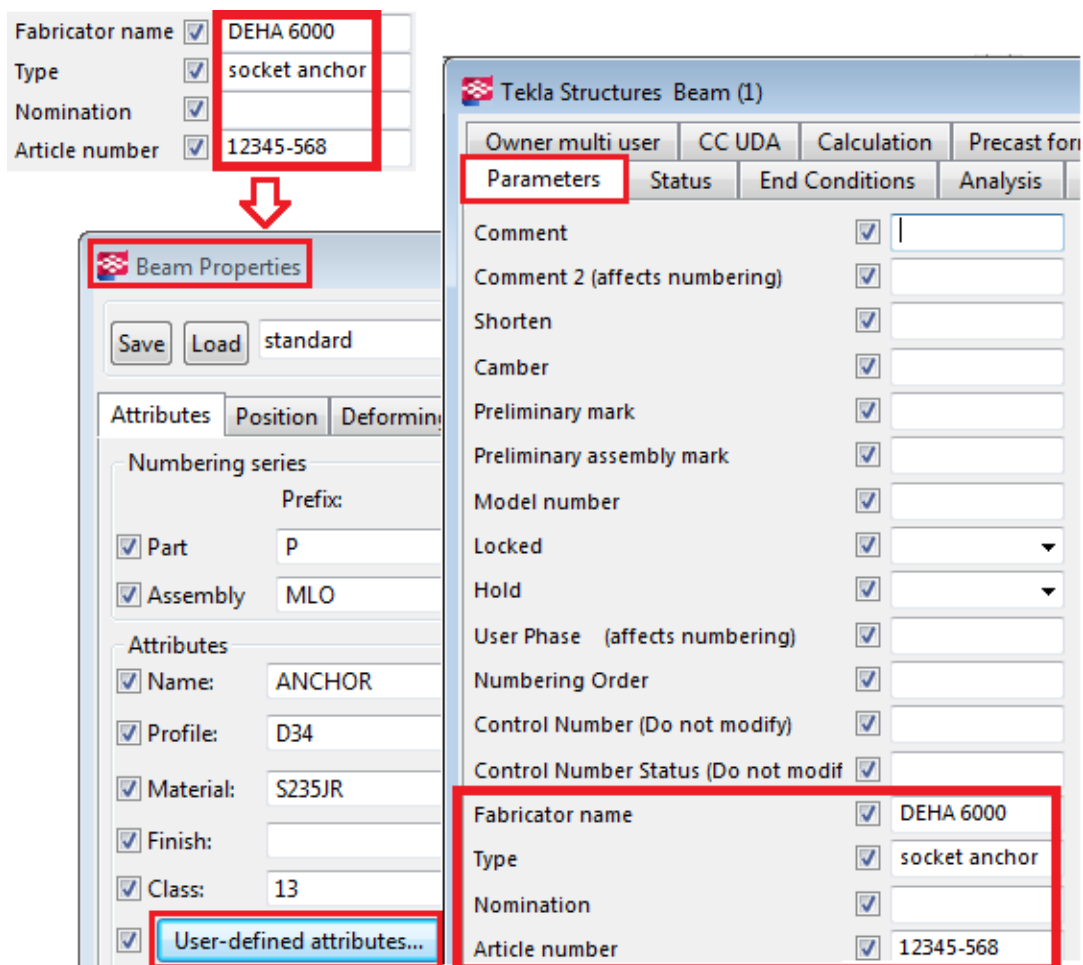 Fabricator name DEHA 6000
Type socket anchor
Nomination
Article number 12345-568
Beam Properties
Save Load standard
Attributes Position Deforming
Numbering series
Prefix:
Part P
Assembly MLO
Attributes
Name: ANCHOR
Profile: D34
Material: S235JR
Finish:
Class: 13
User-defined attributes...
Tekla Structures Beam (1)
Owner multi user CC UDA Calculation Precast for
Parameters Status End Conditions Analysis
Comment
Comment 2 (affects numbering)
Shorten
Camber
Preliminary mark
Preliminary assembly mark
Model number
Locked
Hold
User Phase (affects numbering)
Numbering Order
Control Number (Do not modify)
Control Number Status (Do not modif
Fabricator name DEHA 6000
Type socket anchor
Nomination
Article number 12345-568